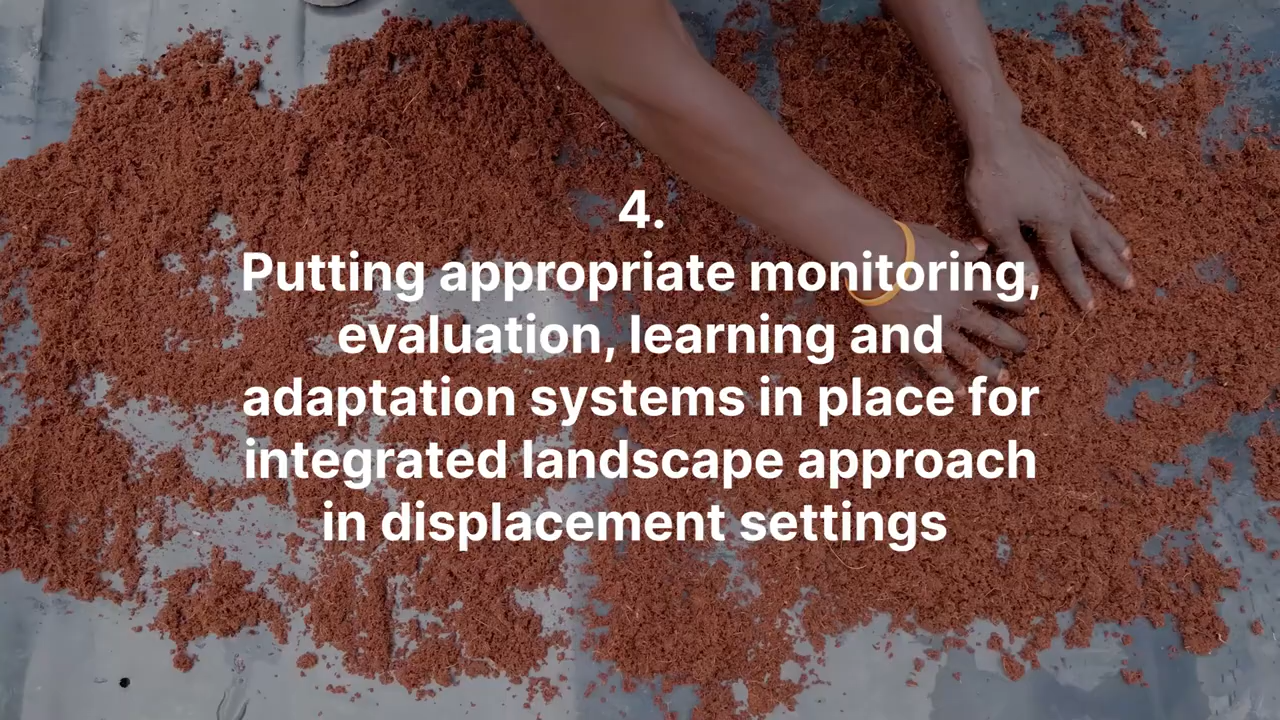 4.
Putting appropriate monitoring,
evaluation, learning and
adaptation systems in place for
integrated landscape approach
in displacement settings